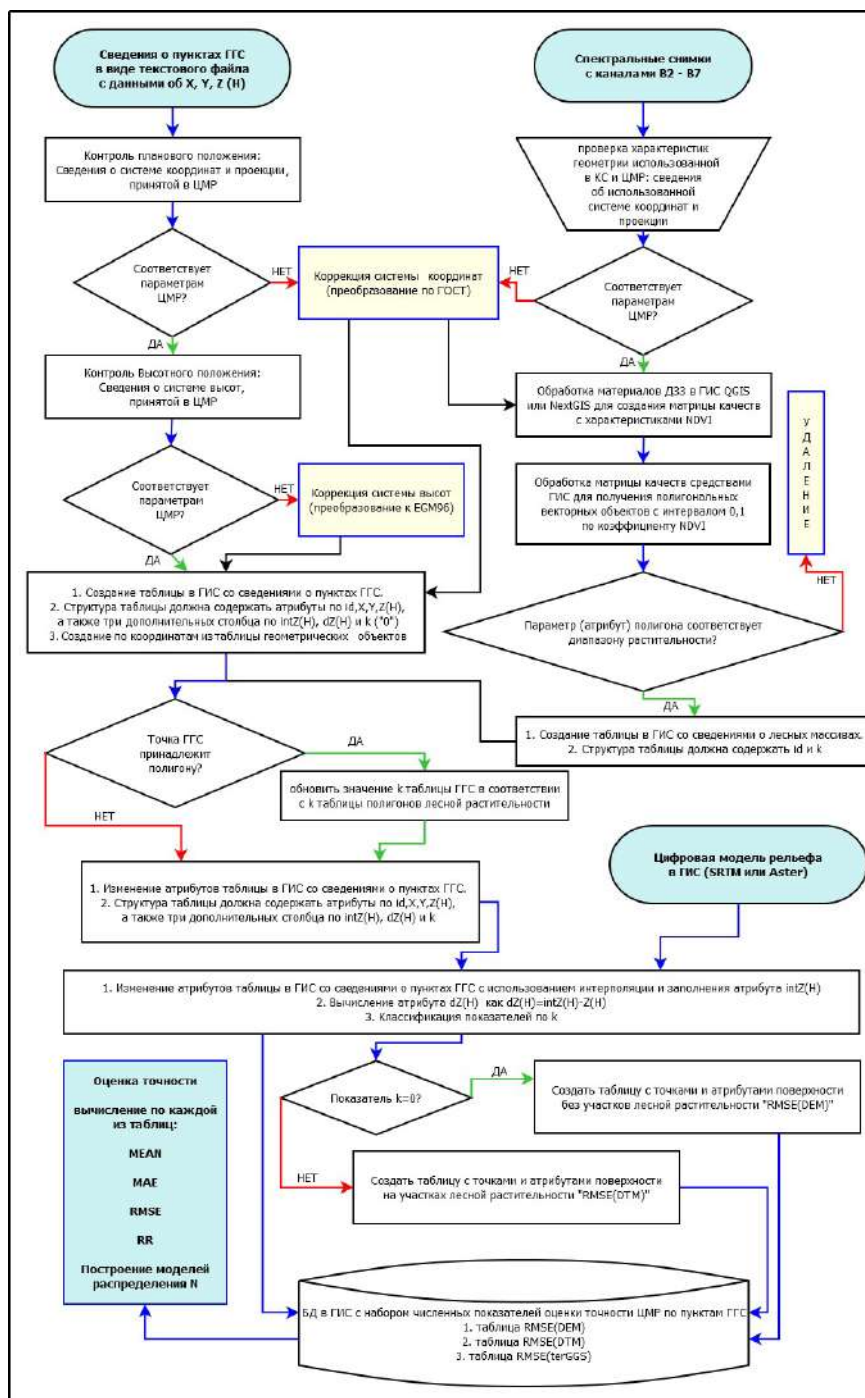 Сведения о пунктах ГГС
в виде текстового файла
с данными об X, Y, Z (H)
Спектральные снимки
с каналами B2 - B7
Контроль планового положения:
Сведения о системе координат и проекции,
принятой в ЦМР
проверка характеристик
геометрии использованной
в КС и ЦМР: сведения
об использованной
системе координат и
проекции
Соответствует
параметрам
ЦМР?
НЕТ
Коррекция системы координат
(преобразование по ГОСТ)
НЕТ
Соответствует
параметрам
ЦМР?
ДА
ДА
Контроль Высотного положения:
Сведения о системе высот,
принятой в ЦМР
Обработка материалов ДЗЗ в ГИС QGIS
или NextGIS для создания матрицы качеств
с характеристиками NDVI
УДАЛЕНИЕ
Соответствует
параметрам
ЦМР?
НЕТ
Коррекция системы высот
(преобразование к EGM96)
ДА
Обработка матрицы качеств средствами
ГИС для получения полигональных
векторных объектов с интервалом 0,1
по коэффициенту NDVI
НЕТ
1. Создание таблицы в ГИС со сведениями о пунктах ГГС.
2. Структура таблицы должна содержать атрибуты по id,X,Y,Z(H),
а также три дополнительных столбца по intZ(H), dZ(H) и k ("0")
3. Создание по координатам из таблицы геометрических объектов
Параметр (атрибут) полигона соответствует
диапазону растительности?
ДА
1. Создание таблицы в ГИС со сведениями о лесных массивах.
2. Структура таблицы должна содержать id и k
Точка ГГС
принадлежит
полигону?
ДА
обновить значение k таблицы ГГС в соответствии
с k таблицы полигонов лесной растительности
НЕТ
Цифровая модель рельефа
в ГИС (SRTM или Aster)
1. Изменение атрибутов таблицы в ГИС со сведениями о пунктах ГГС.
2. Структура таблицы должна содержать атрибуты по id,X,Y,Z(H),
а также три дополнительных столбца по intZ(H), dZ(H) и k
1. Изменение атрибутов таблицы в ГИС со сведениями о пунктах ГГС с использованием интерполяции и заполнения атрибута intZ(H)
2. Вычисление атрибута dZ(H) как dZ(H)=intZ(H)-Z(H)
3. Классификация показателей по k
Оценка точности
вычисление по каждой
из таблиц:
MEAN
MAE
RMSE
RR
Построение моделей
распределения N
Показатель k=0?
ДА
Создать таблицу с точками и атрибутами поверхности
без участков лесной растительности "RMSE(DEM)"
НЕТ
Создать таблицу с точками и атрибутами поверхности
на участках лесной растительности "RMSE(DTM)"
БД в ГИС с набором численных показателей оценки точности ЦМР по пунктам ГГС
1. таблица RMSE(DEM)
2. таблица RMSE(DTM)
3. таблица RMSE(terGGS)